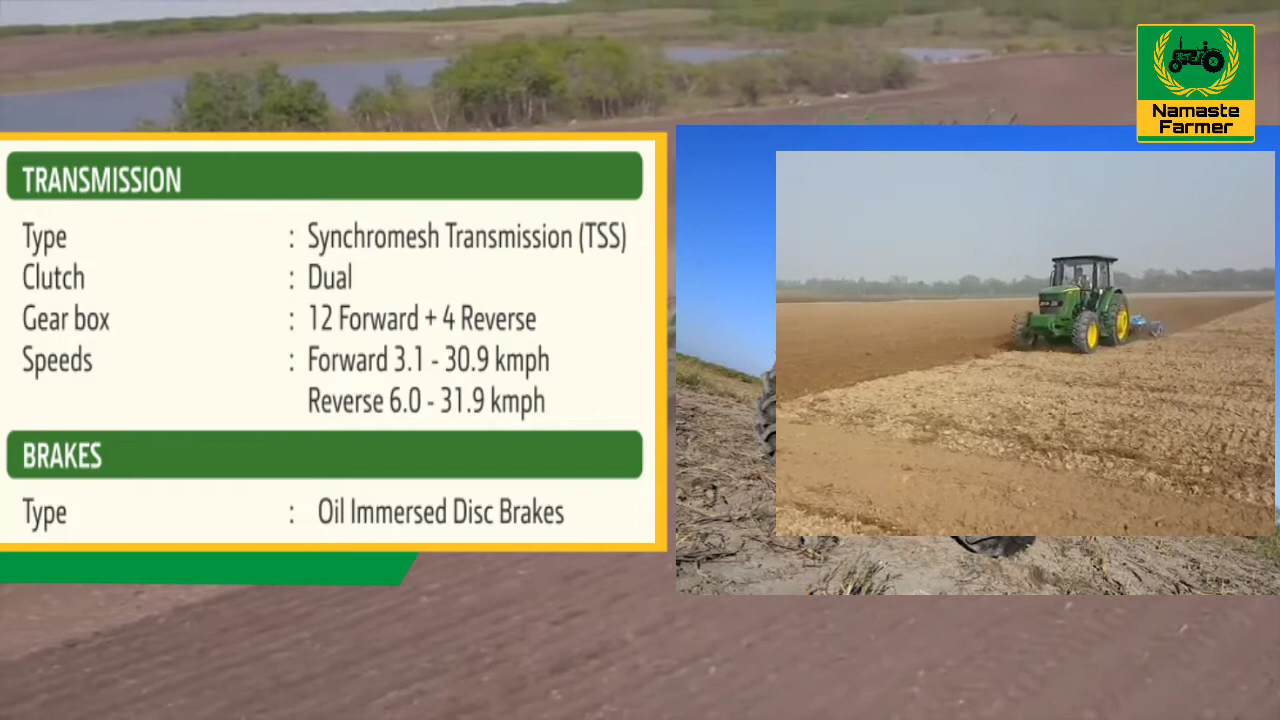 Namaste
Farmer
TRANSMISSION
Type : Synchromesh Transmission (TSS)
Clutch : Dual
Gear box : 12 Forward + 4 Reverse
Speeds : Forward 3.1 - 30.9 kmph
Reverse 6.0 - 31.9 kmph
BRAKES
Type : Oil Immersed Disc Brakes